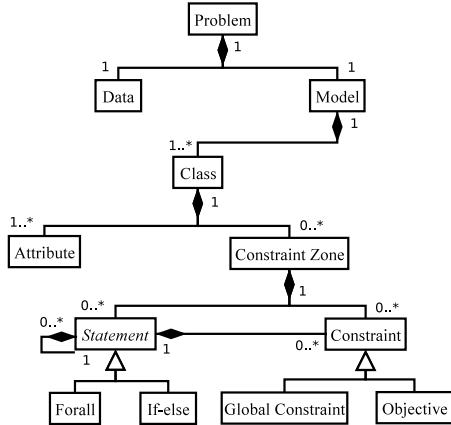 Problem
1
1
1
Data
Model
1
1..*
Class
1
1..*
0..*
Attribute
Constraint Zone
1
0..*
0..*
0..*
Statement
Constraint
1
1
0..*
Forall
If-else
Global Constraint
Objective